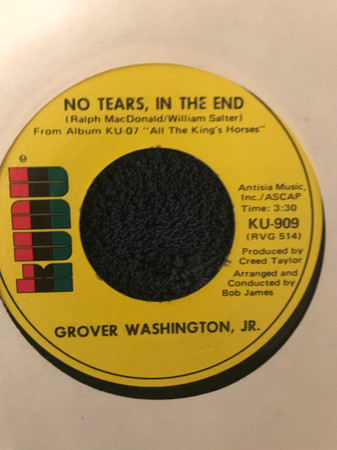 NO TEARS, IN THE END
(Ralph MacDonald/William Salter)
From Album KU-07 "All The King's Horses"
®
KUDU
Antisia Music,
Inc./ASCAP
Time: 3:30
KU-909
(RVG 514)
Produced by
Creed Taylor
Arranged and
Conducted by
Bob James
GROVER WASHINGTON, JR.